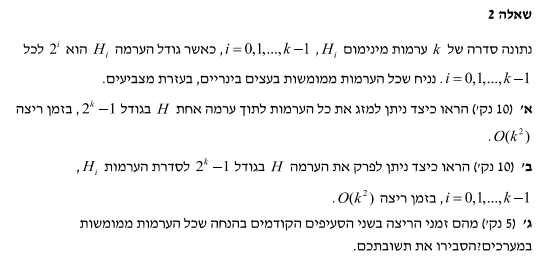 שאלה 2
נתונה סדרה של k ערמות מינימום H_i, i = 0,1,...,k−1, כאשר גודל הערמה H_i הוא 2^i לכל
i = 0,1,...,k−1. נניח שכל הערמות ממומשות בעצים בינריים, בעזרת מצביעים.
א׳ (10 נק׳) הראו כיצד ניתן למזג את כל הערמות לתוך ערמה אחת H בגודל 2^k −1, בזמן ריצה
O(k^2).
ב׳ (10 נק׳) הראו כיצד ניתן לפרק את הערמה H בגודל 2^k −1 לסדרת הערמות H_i,
i = 0,1,...,k−1, בזמן ריצה O(k^2).
ג׳ (5 נק׳) מהם זמני הריצה בשני הסעיפים הקודמים בהנחה שכל הערמות ממומשות
במערכים?הסבירו את תשובתכם.